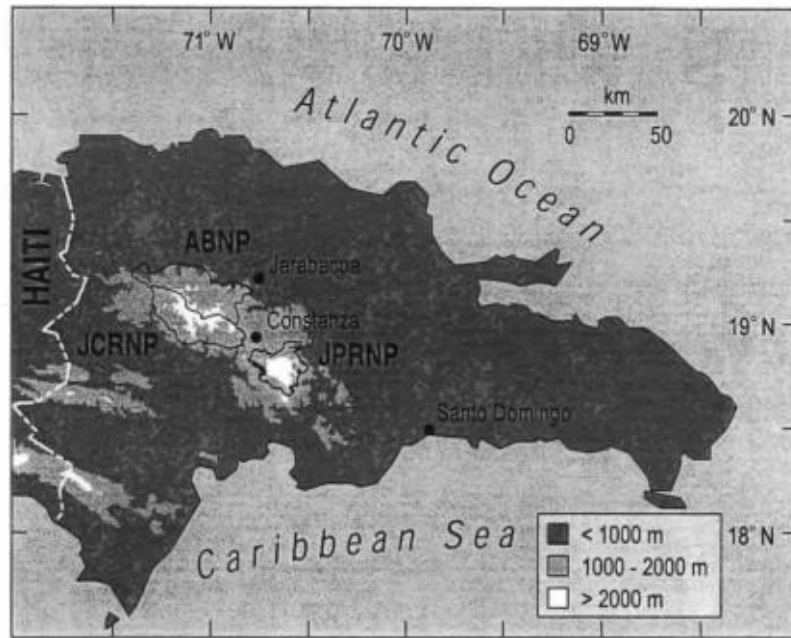 71° W
70° W
69° W
km
0 50
20° N
Atlantic Ocean
HAITI
ABNP
Jarabacoa
Constanza
19° N
JCRNP
JPRNP
Santo Domingo
Caribbean Sea
< 1000 m
1000 - 2000 m
> 2000 m
18° N